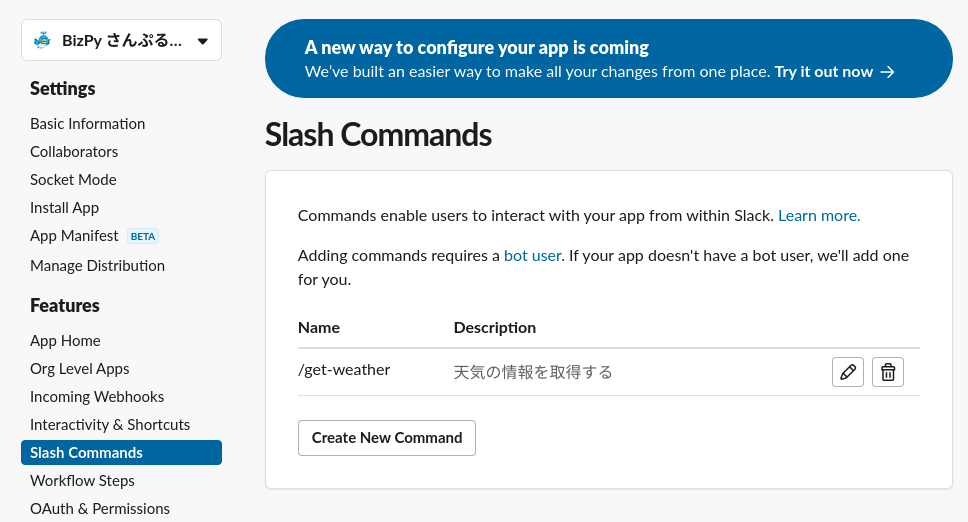 BizPy さんぷる...
Settings
Basic Information
Collaborators
Socket Mode
Install App
App Manifest BETA
Manage Distribution
Features
App Home
Org Level Apps
Incoming Webhooks
Interactivity & Shortcuts
Slash Commands
Workflow Steps
OAuth & Permissions
A new way to configure your app is coming
We’ve built an easier way to make all your changes from one place. Try it out now →
Slash Commands
Commands enable users to interact with your app from within Slack. Learn more.
Adding commands requires a bot user. If your app doesn't have a bot user, we'll add one
for you.
Name Description
/get-weather 天気の情報を取得する
Create New Command